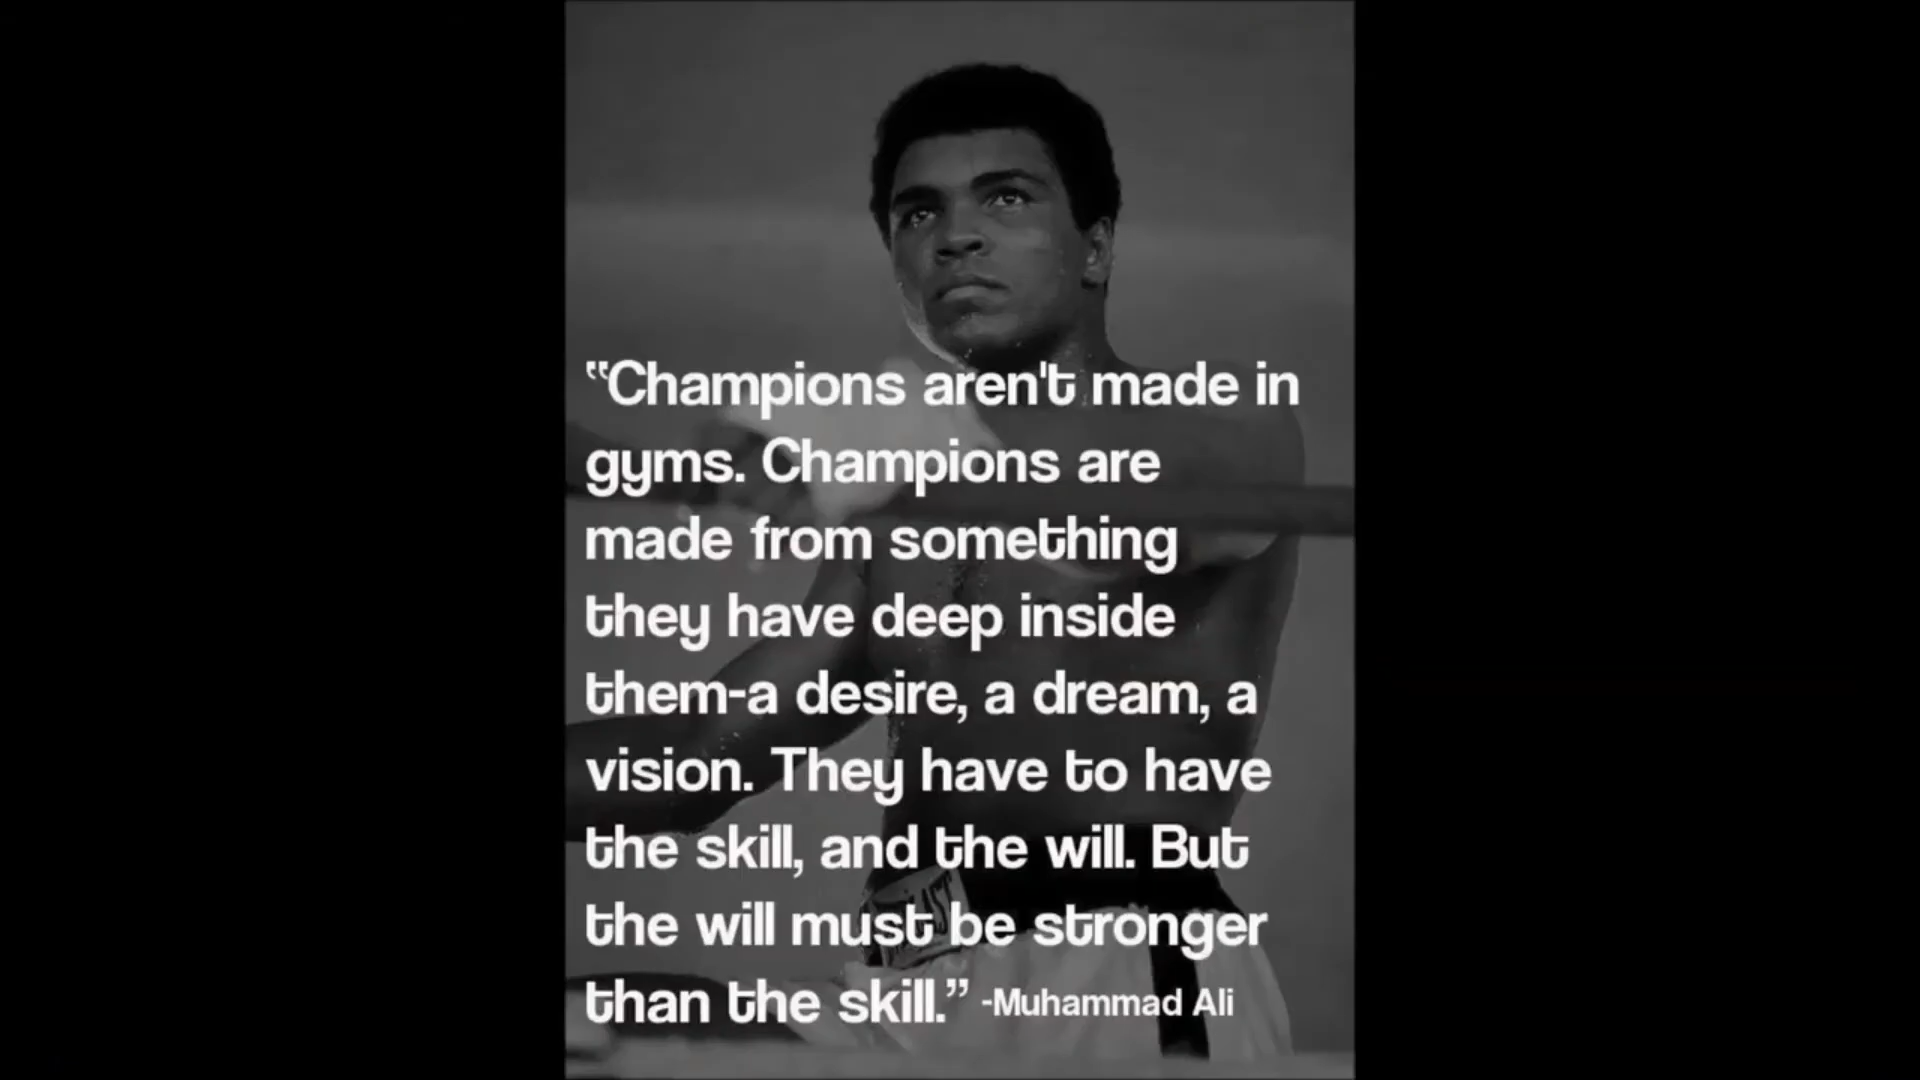 “Champions aren't made in
gyms. Champions are
made from something
they have deep inside
them-a desire, a dream, a
vision. They have to have
the skill, and the will. But
the will must be stronger
than the skill.” -Muhammad Ali